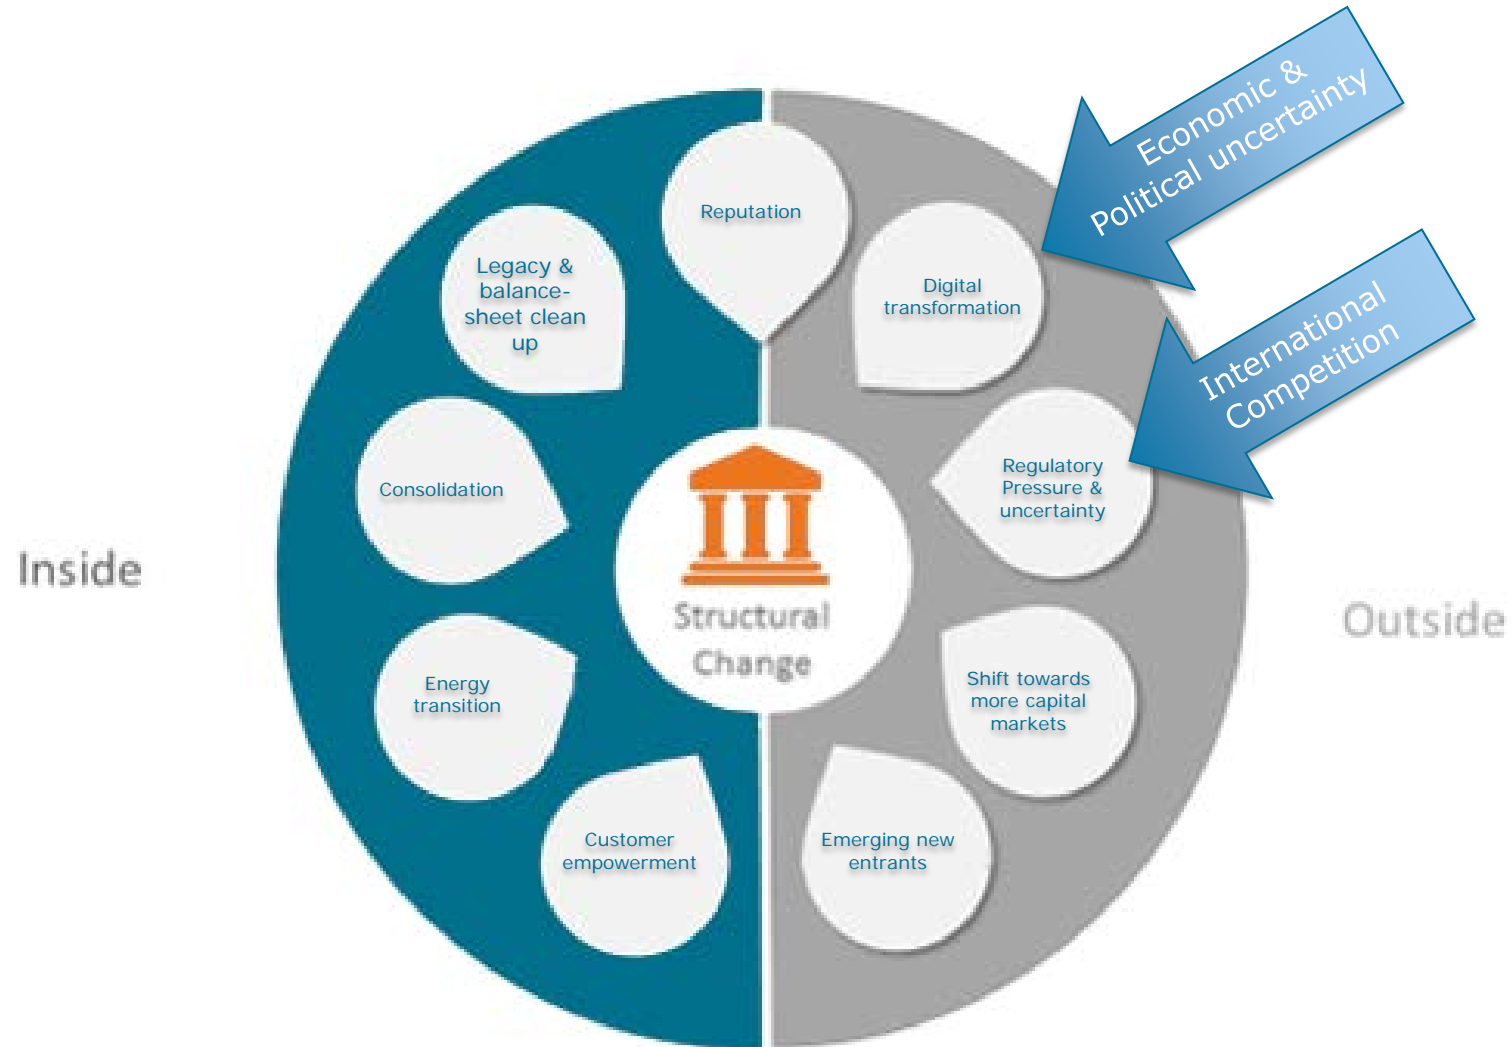 Economic &
Political uncertainty
International
Competition
Reputation
Legacy &
balance-
sheet clean
up
Digital
transformation
Consolidation
Regulatory
Pressure &
uncertainty
Inside
Structural
Change
Outside
Energy
transition
Shift towards
more capital
markets
Customer
empowerment
Emerging new
entrants